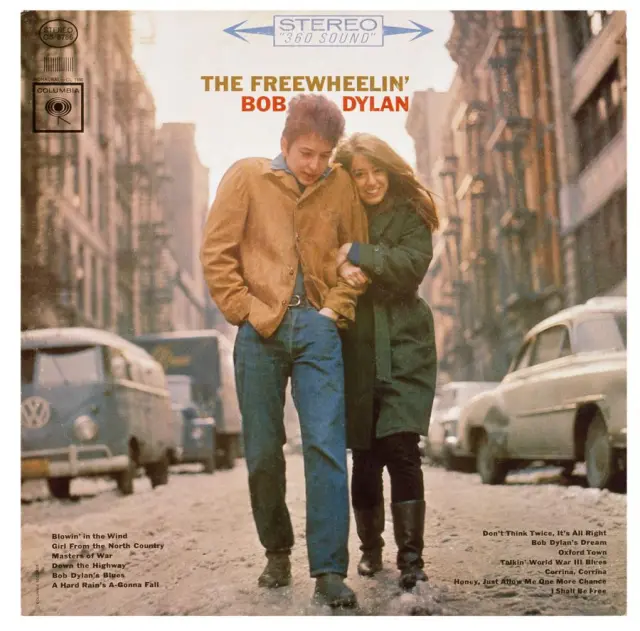 STEREO
"360 SOUND"
STEREO
COLUMBIA
THE FREEWHEELIN'
BOB DYLAN
Blowin' in the Wind
Girl From the North Country
Masters of War
Down the Highway
Bob Dylan's Blues
A Hard Rain's A-Gonna Fall
Don't Think Twice, It's All Right
Bob Dylan's Dream
Oxford Town
Talkin' World War III Blues
Corrina, Corrina
Honey, Just Allow Me One More Chance
I Shall Be Free